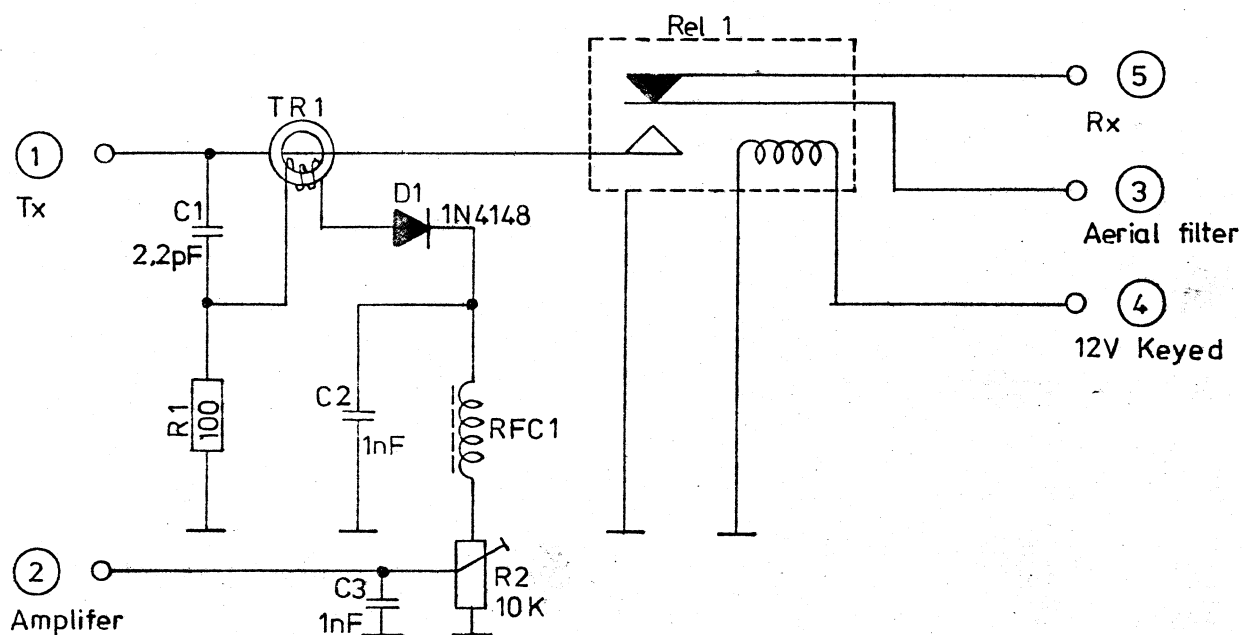 Rel 1
5
Rx
TR1
1
Tx
C1
2,2pF
D1
1N4148
3
Aerial filter
4
12V Keyed
R1
100
C2
1nF
RFC1
2
Amplifer
C3
1nF
R2
10K